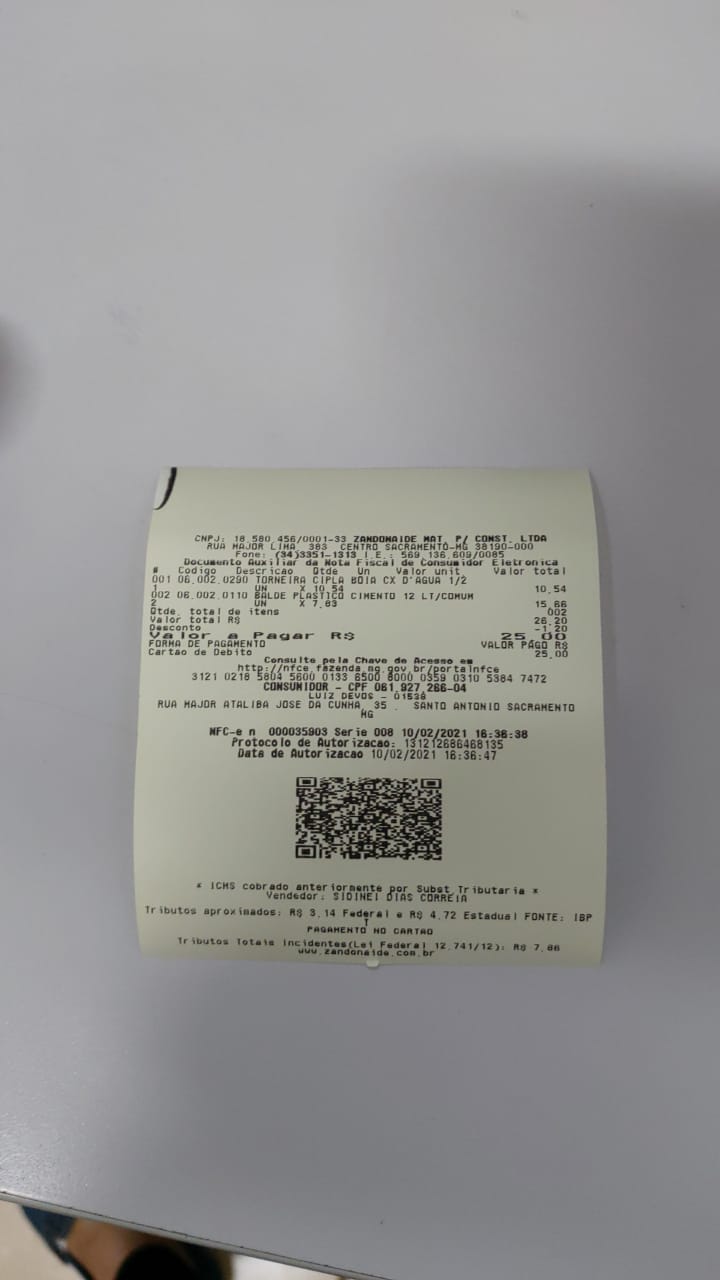 CNPJ: 18.580.456/0001-33 ZANDONAIDE MAT. P/ CONST. LTDA
RUA MAJOR LIMA, 383 CENTRO SACRAMENTO-MG 38190-000
Fone: (34)3351-1313 I.E.: 569.136.609/0085
Documento Auxiliar da Nota Fiscal de Consumidor Eletronica
# Codigo Descricao Qtde Un Valor unit Valor total
001 06.002.0290 TORNEIRA CIPLA BOIA CX D'AGUA 1/2
1 UN X 10,54 10,54
002 06.002.0110 BALDE PLASTICO CIMENTO 12 LT/COMUM
2 UN X 7,83 15,66
Qtde. total de itens 002
Valor total R$ 26,20
Desconto -1,20
Valor a Pagar R$ 25,00
FORMA DE PAGAMENTO VALOR PAGO R$
Cartao de Debito 25,00
Consulte pela Chave de Acesso em
http://nfce.fazenda.mg.gov.br/portalnfce
3121 0218 5804 5600 0133 6500 8000 0359 0310 5384 7472
CONSUMIDOR - CPF 061.927.266-04
LUIZ DEVOS - 01538
RUA MAJOR ATALIBA JOSE DA CUNHA, 35 . SANTO ANTONIO SACRAMENTO
MG
NFC-e n 000035903 Serie 008 10/02/2021 16:36:38
Protocolo de Autorizacao: 131212686468135
Data de Autorizacao 10/02/2021 16:36:47
* ICMS cobrado anteriormente por Subst Tributaria *
Vendedor: SIDINEI DIAS CORREIA
Tributos aproximados: R$ 3,14 Federal e R$ 4,72 Estadual FONTE: IBP
T
PAGAMENTO NO CARTAO
Tributos Totais Incidentes(Lei Federal 12.741/12): R$ 7,86
www.zandonaide.com.br